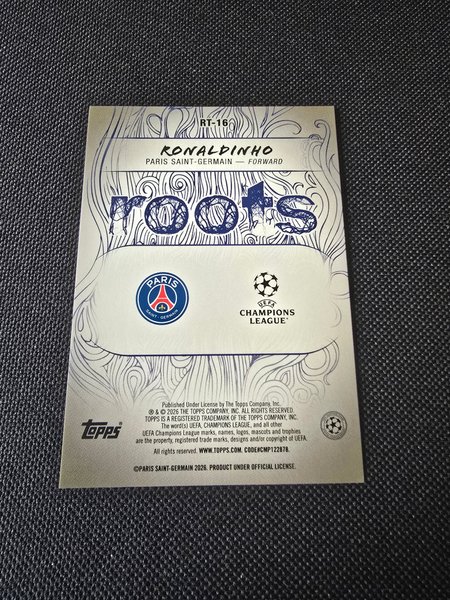 RT-16
RONALDINHO
PARIS SAINT-GERMAIN — FORWARD
roots
PARIS
SAINT-GERMAIN
UEFA
CHAMPIONS
LEAGUE
Published Under License by The Topps Company, Inc.
® & © 2026 THE TOPPS COMPANY, INC. ALL RIGHTS RESERVED.
TOPPS IS A REGISTERED TRADEMARK OF THE TOPPS COMPANY, INC.
The word(s) UEFA, CHAMPIONS LEAGUE, and all other
UEFA Champions League marks, names, logos, mascots and trophies
are the property, registered trade marks, designs and/or copyright of UEFA.
All rights reserved. WWW.TOPPS.COM. CODE#CMP122878.
Topps
©PARIS SAINT-GERMAIN 2026. PRODUCT UNDER OFFICIAL LICENSE.